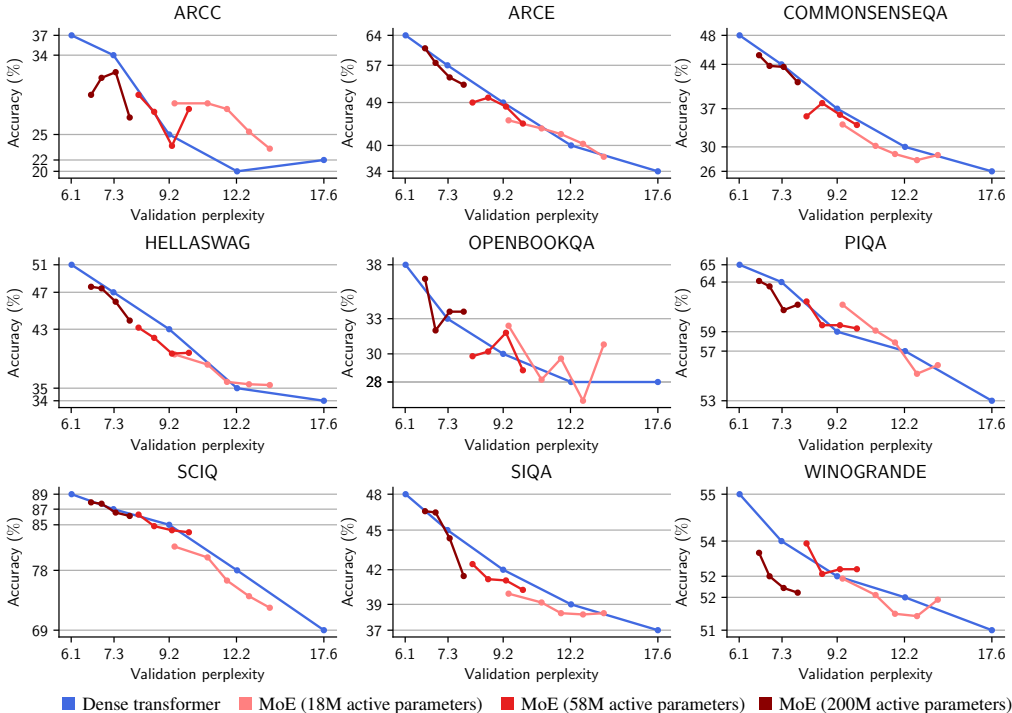 ARCC
ARCE
COMMONSENSEQA
Accuracy (%)
37
34
25
22
20
6.1 7.3 9.2 12.2 17.6
Validation perplexity
Accuracy (%)
64
57
49
40
34
6.1 7.3 9.2 12.2 17.6
Validation perplexity
Accuracy (%)
48
44
37
30
26
6.1 7.3 9.2 12.2 17.6
Validation perplexity
HELLASWAG
OPENBOOKQA
PIQA
Accuracy (%)
51
47
43
35
34
6.1 7.3 9.2 12.2 17.6
Validation perplexity
Accuracy (%)
38
33
30
28
6.1 7.3 9.2 12.2 17.6
Validation perplexity
Accuracy (%)
65
64
59
57
53
6.1 7.3 9.2 12.2 17.6
Validation perplexity
SCIQ
SIQA
WINOGRANDE
Accuracy (%)
89
87
85
78
69
6.1 7.3 9.2 12.2 17.6
Validation perplexity
Accuracy (%)
48
45
42
39
37
6.1 7.3 9.2 12.2 17.6
Validation perplexity
Accuracy (%)
55
54
52
52
51
6.1 7.3 9.2 12.2 17.6
Validation perplexity
Dense transformer MoE (18M active parameters) MoE (58M active parameters) MoE (200M active parameters)